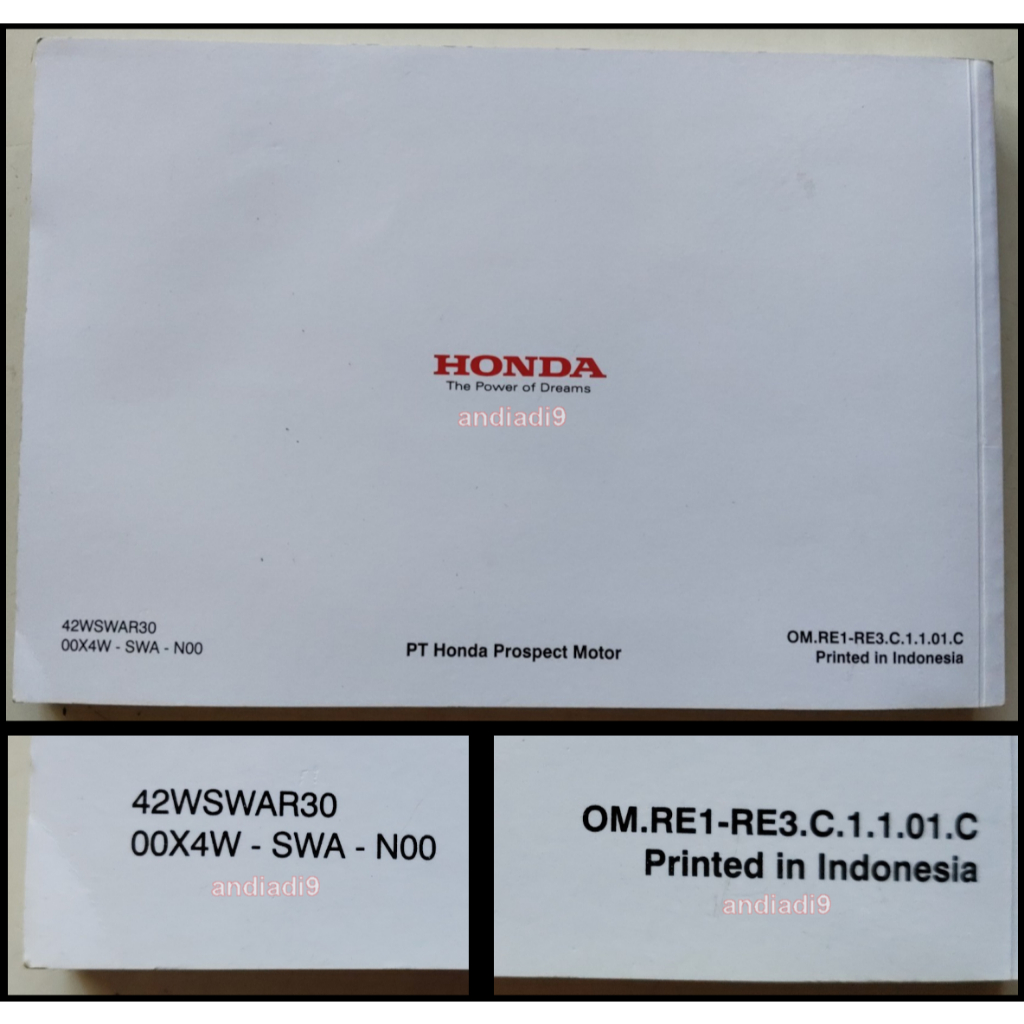 HONDA
The Power of Dreams
andiadi9
42WSWAR30
00X4W - SWA - N00
PT Honda Prospect Motor
OM.RE1-RE3.C.1.1.01.C
Printed in Indonesia
42WSWAR30
00X4W - SWA - N00
andiadi9
OM.RE1-RE3.C.1.1.01.C
Printed in Indonesia
andiadi9